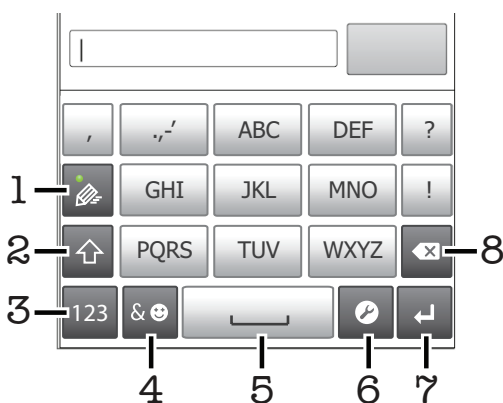 , .,-′ ABC DEF ?
1 GHI JKL MNO !
2 PQRS TUV WXYZ 8
3 123 &
4 5 6 7